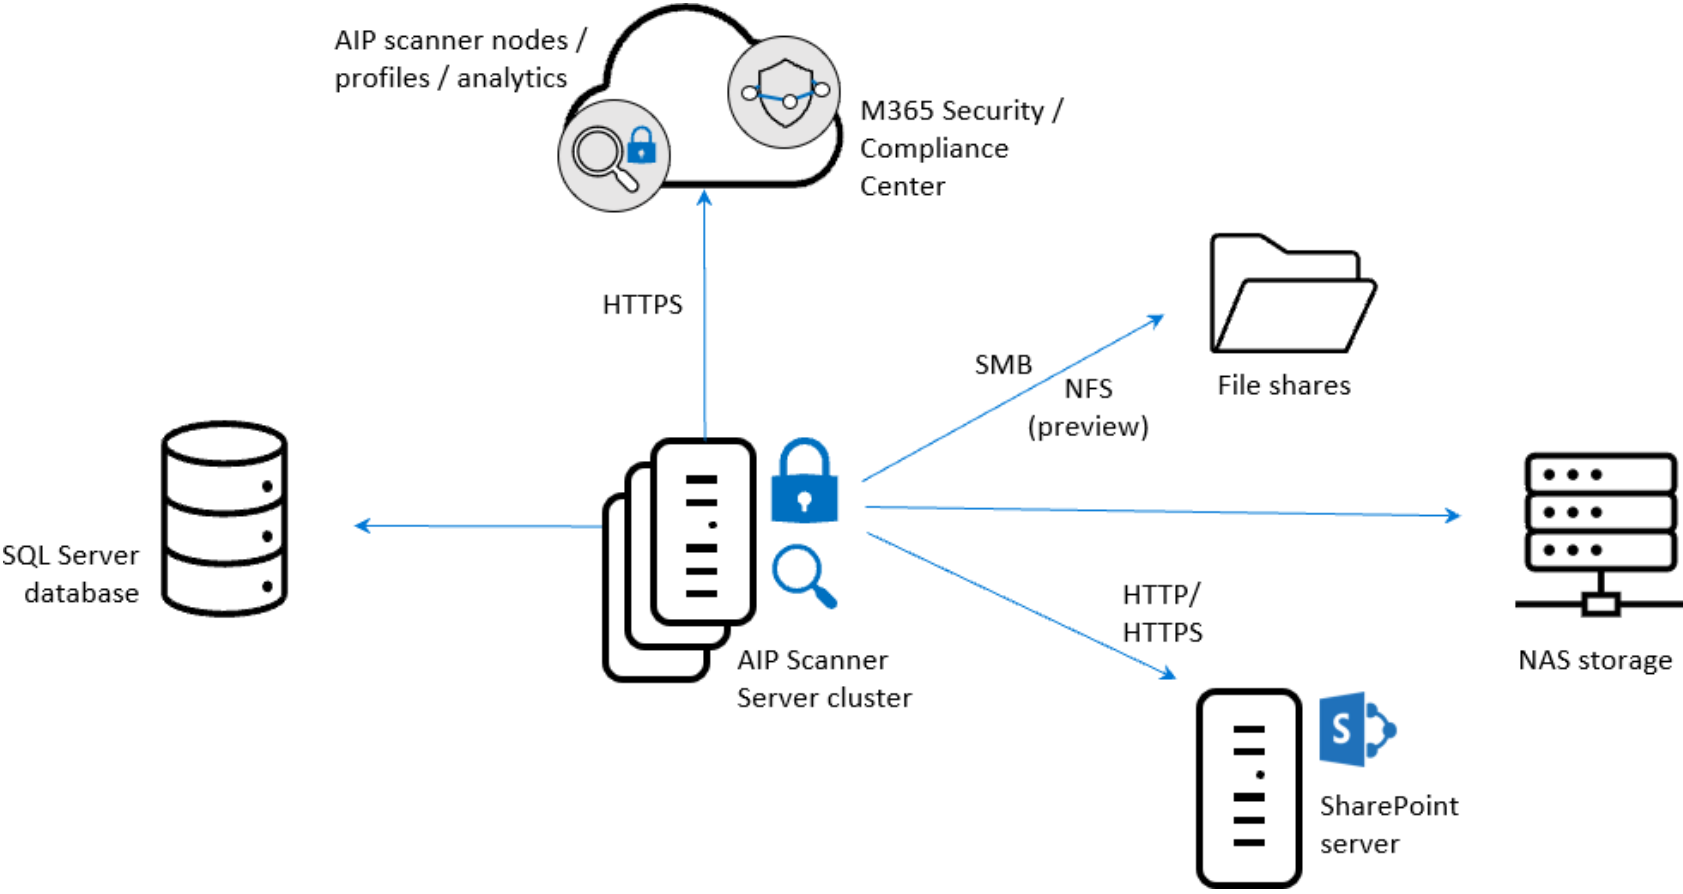 AIP scanner nodes /
profiles / analytics
M365 Security /
Compliance
Center
HTTPS
SMB
NFS
(preview)
File shares
SQL Server
database
AIP Scanner
Server cluster
HTTP/
HTTPS
NAS storage
S
SharePoint
server